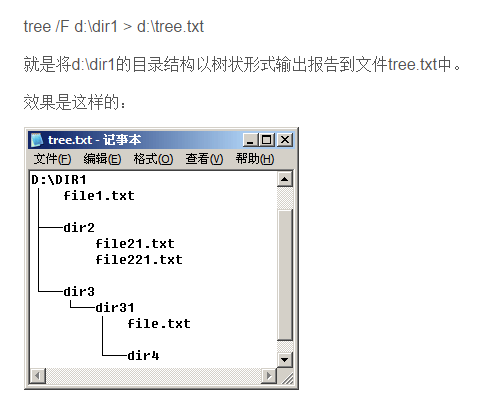 tree /F d:\dir1 > d:\tree.txt
就是将d:\dir1的目录结构以树状形式输出报告到文件tree.txt中。
效果是这样的：
tree.txt - 记事本
文件(F) 编辑(E) 格式(O) 查看(V) 帮助(H)
D:\DIR1
file1.txt
dir2
file21.txt
file221.txt
dir3
dir31
file.txt
dir4